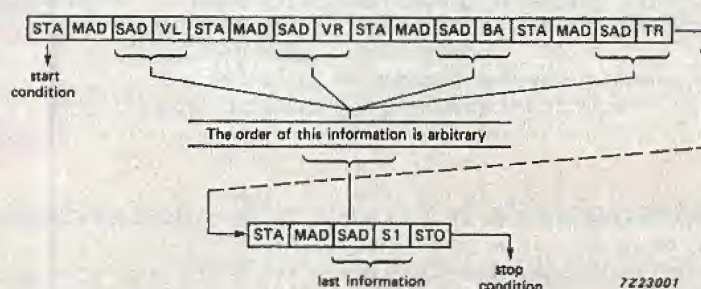 STA MAD SAD VL STA MAD SAD VR STA MAD SAD BA STA MAD SAD TR
start
condition
The order of this information is arbitrary
STA MAD SAD S1 STO
last information
stop
condition
7Z23001